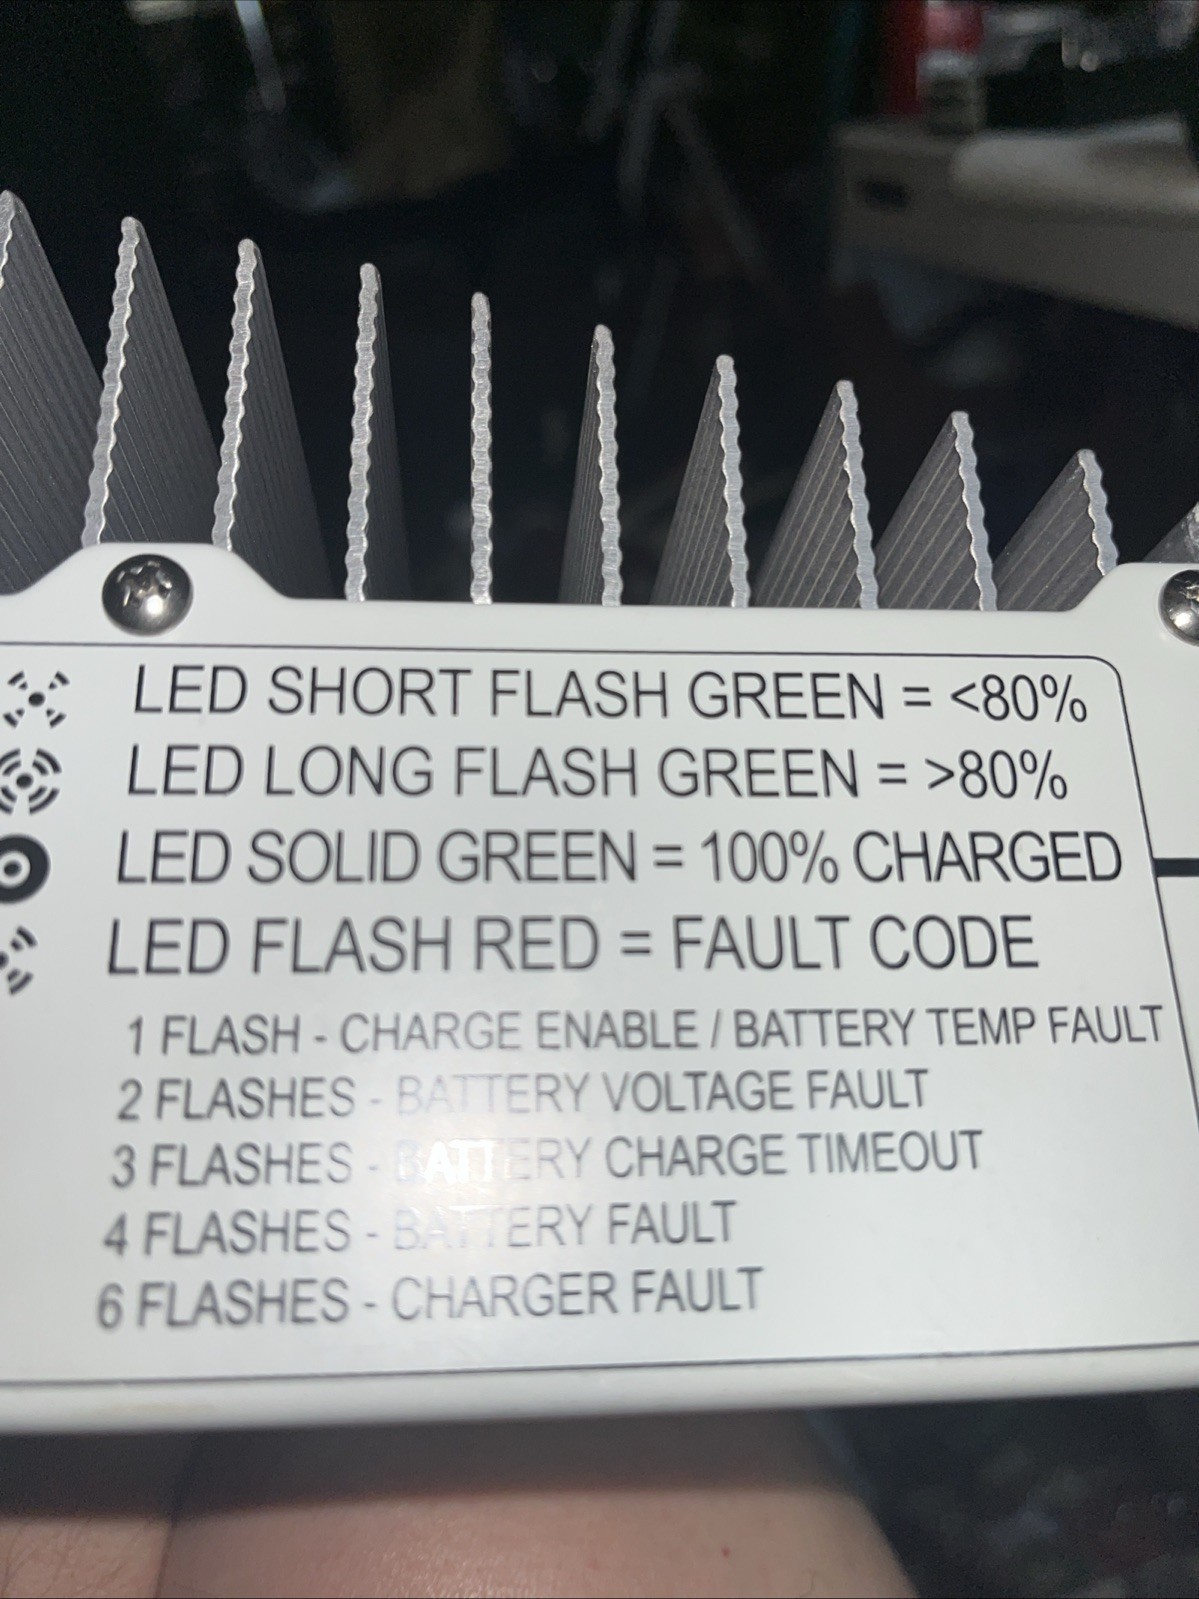 LED SHORT FLASH GREEN = <80%
LED LONG FLASH GREEN = >80%
LED SOLID GREEN = 100% CHARGED
LED FLASH RED = FAULT CODE
1 FLASH - CHARGE ENABLE / BATTERY TEMP FAULT
2 FLASHES - BATTERY VOLTAGE FAULT
3 FLASHES - BATTERY CHARGE TIMEOUT
4 FLASHES - BATTERY FAULT
6 FLASHES - CHARGER FAULT